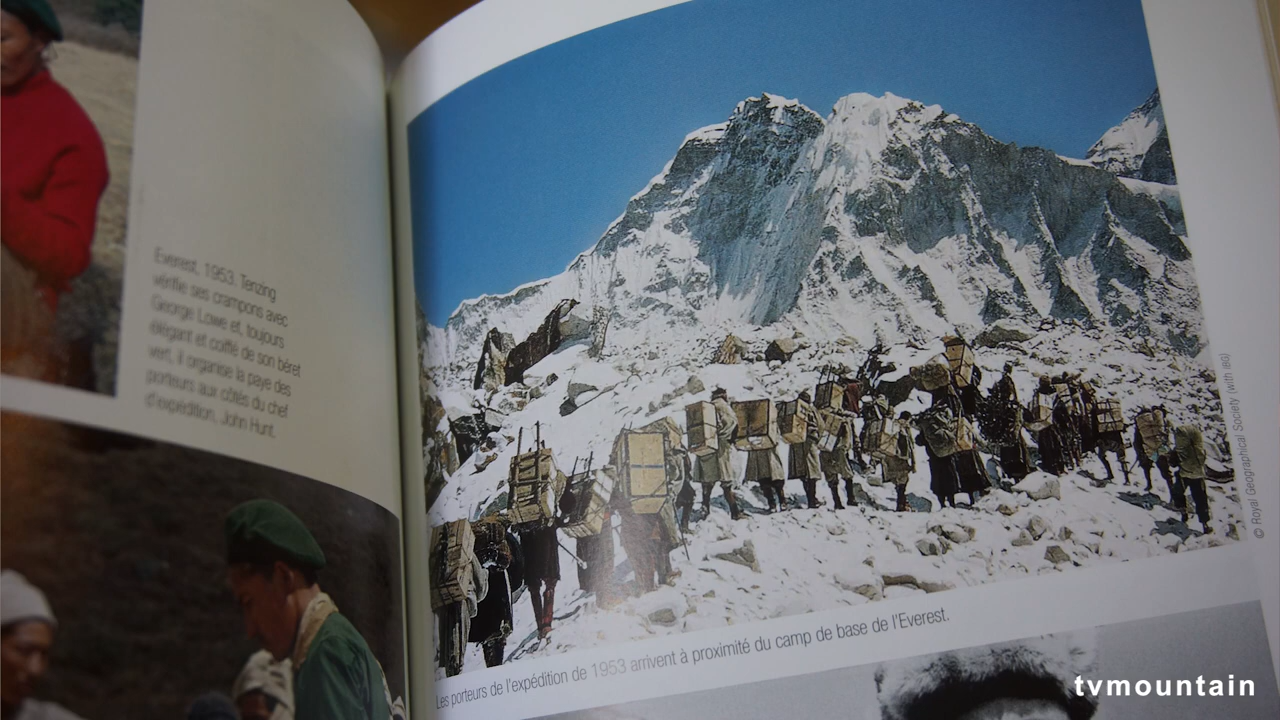 Everest, 1953. Tenzing
vérifie ses crampons avec
George Lowe et, toujours
élégant et coiffé de son béret
vert, il organise la paye des
porteurs aux côtés du chef
d'expédition, John Hunt.
© Royal Geographical Society (with IBG)
Les porteurs de l'expédition de 1953 arrivent à proximité du camp de base de l'Everest.
tvmountain